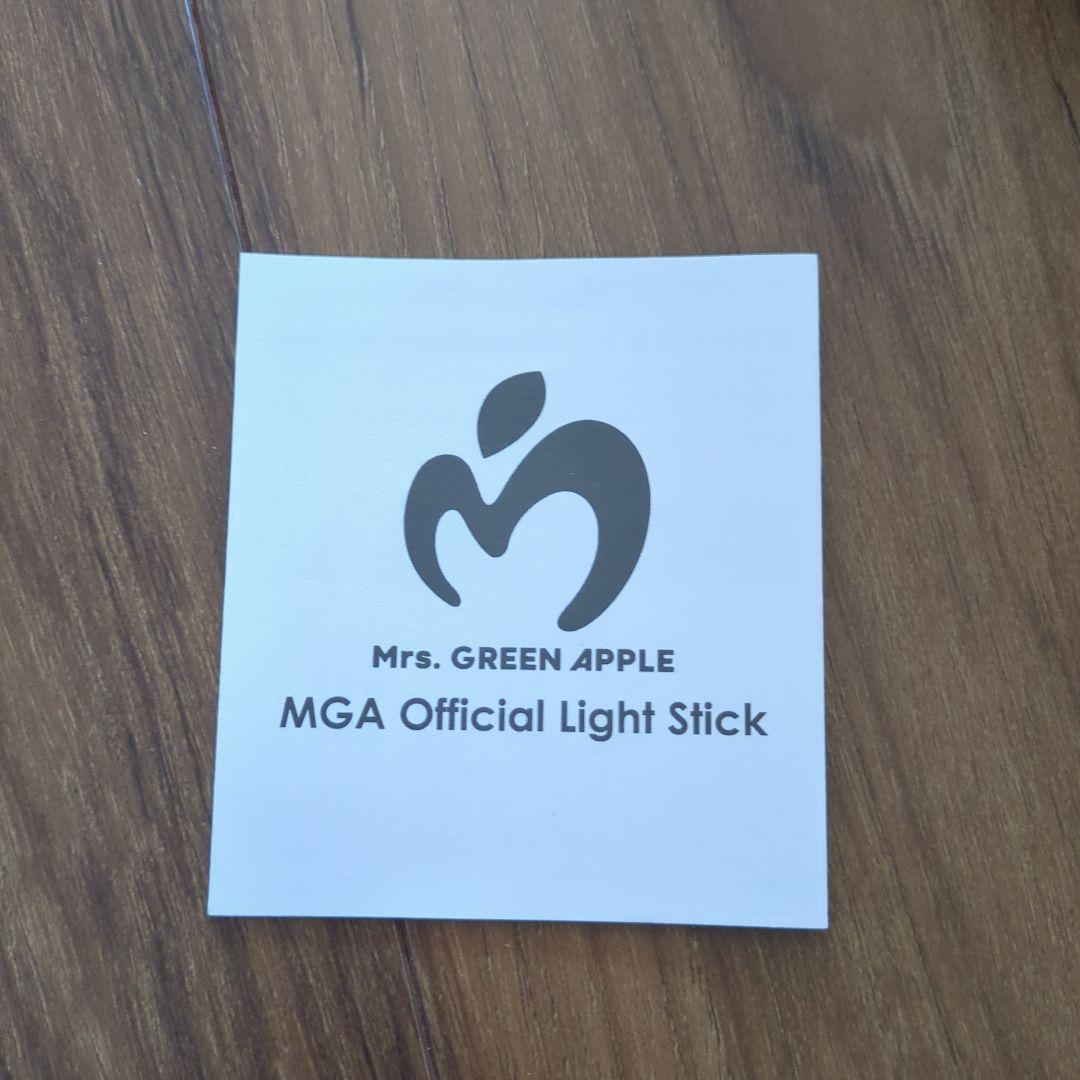 Mrs. GREEN APPLE
MGA Official Light Stick